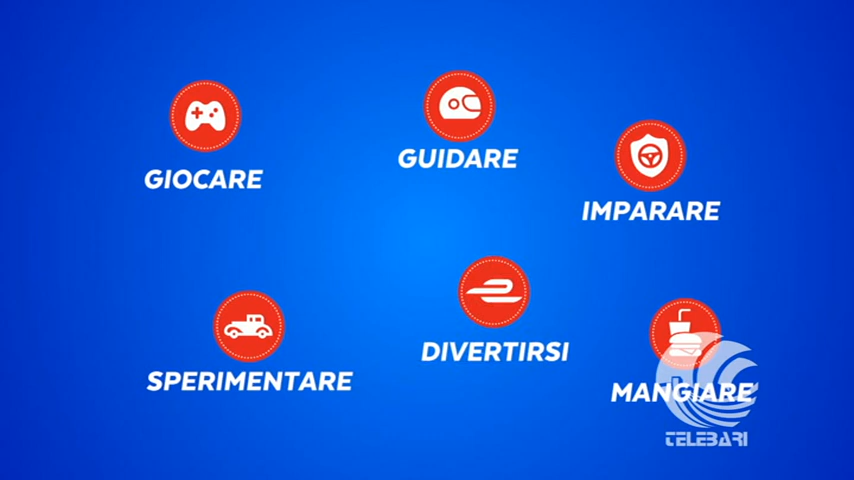 GIOCARE
GUIDARE
IMPARARE
SPERIMENTARE
DIVERTIRSI
MANGIARE
TELEBARI